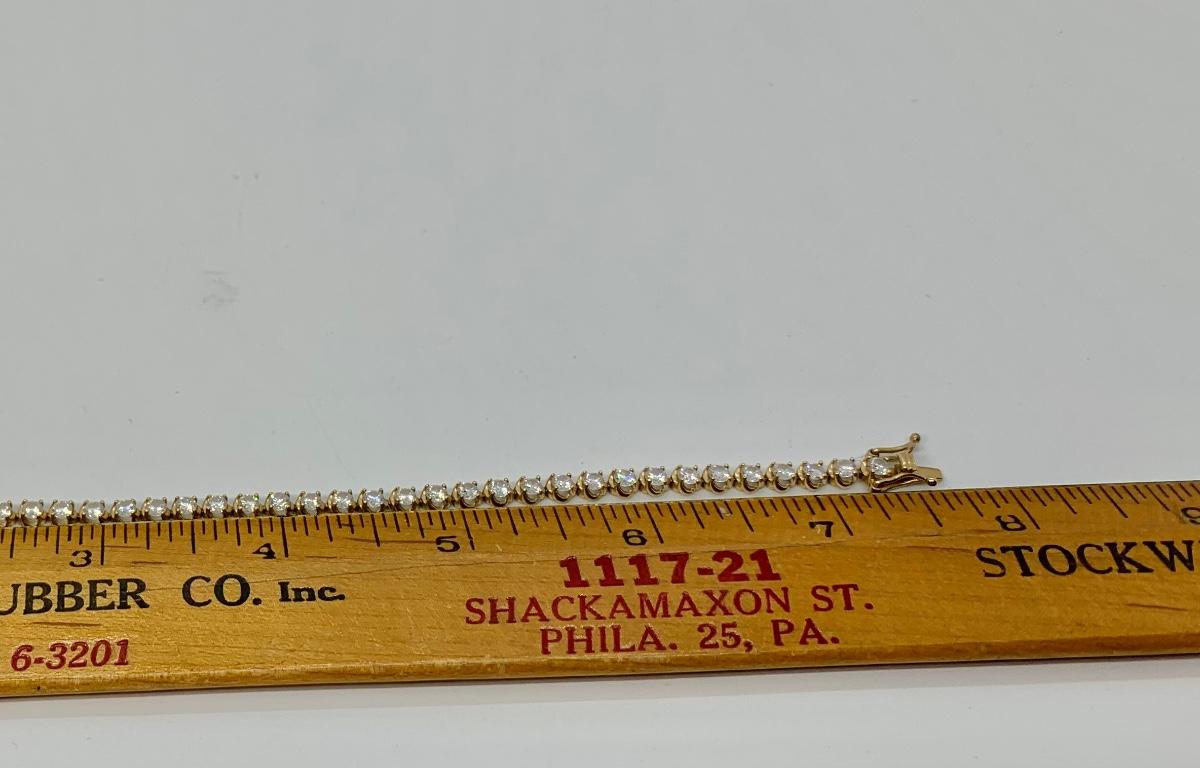 3 4 5 6 7 8 9
UBBER CO. Inc. 1117-21 STOCKW
6-3201 SHACKAMAXON ST.
PHILA. 25, PA.